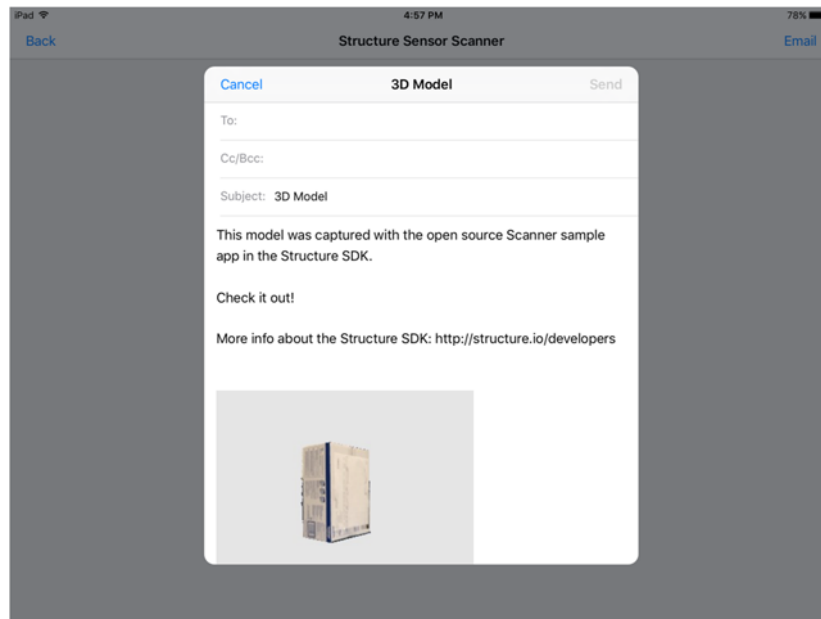 iPad 4:57 PM 78%
Back Structure Sensor Scanner Email
Cancel 3D Model Send
To:
Cc/Bcc:
Subject: 3D Model
This model was captured with the open source Scanner sample
app in the Structure SDK.
Check it out!
More info about the Structure SDK: http://structure.io/developers